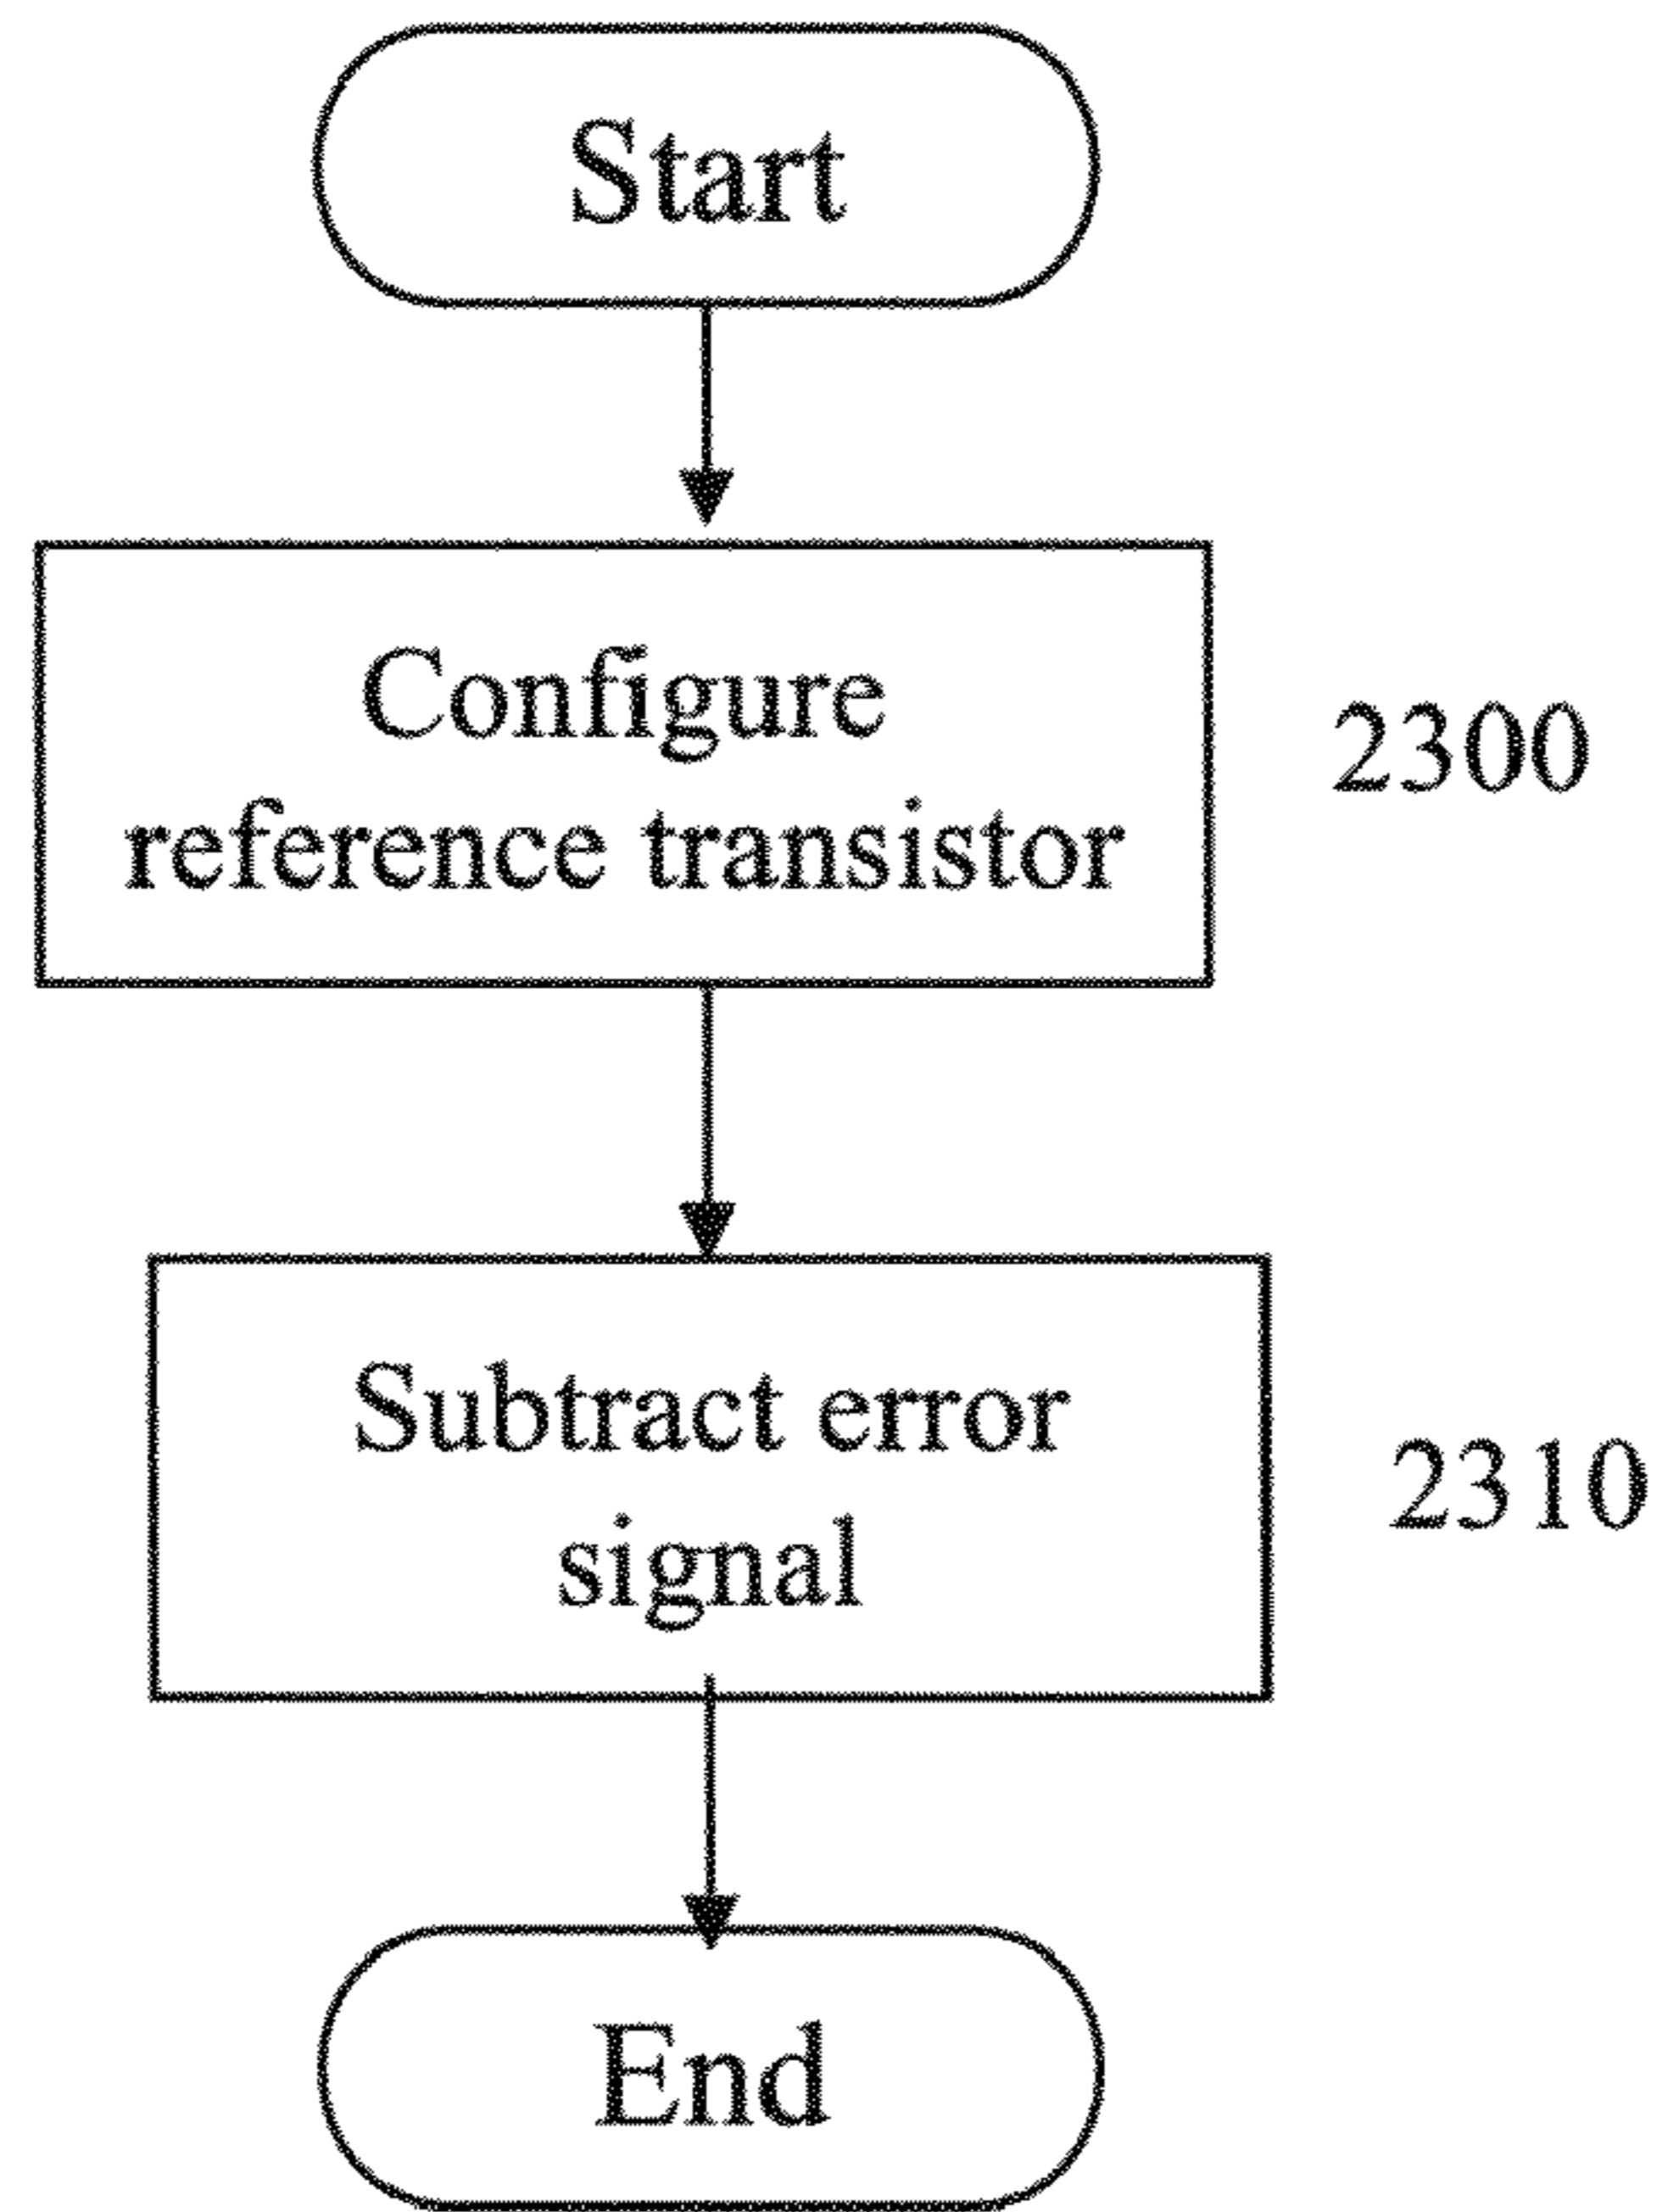 Start
Configure
reference transistor
2300
Subtract error
signal
2310
End